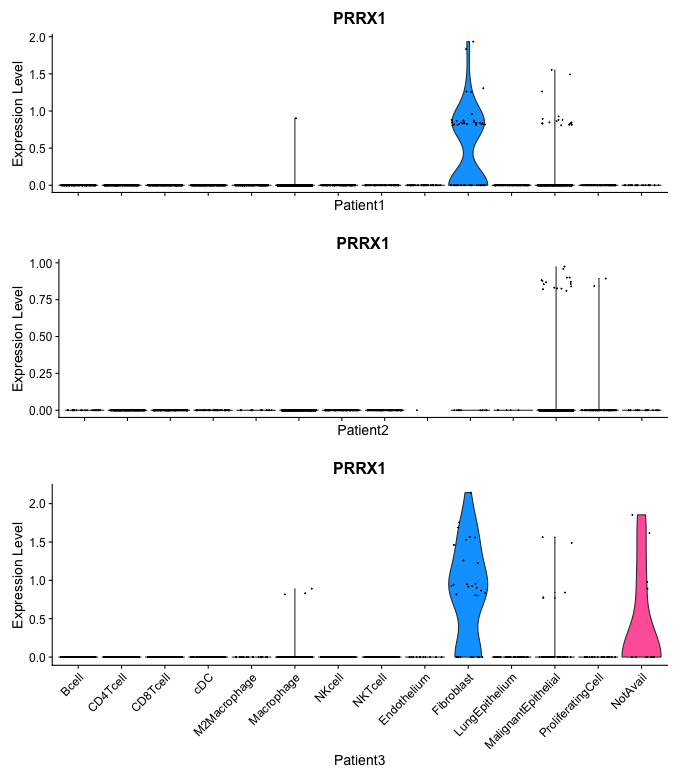 PRRX1
Expression Level
2.0
1.5
1.0
0.5
0.0
Patient1
PRRX1
Expression Level
1.00
0.75
0.50
0.25
0.00
Patient2
PRRX1
Expression Level
2.0
1.5
1.0
0.5
0.0
Bcell
CD4Tcell
CD8Tcell
cDC
M2Macrophage
Macrophage
NKcell
NKTcell
Endothelium
Fibroblast
LungEpithelium
MalignantEpithelial
ProliferatingCell
NotAvail
Patient3